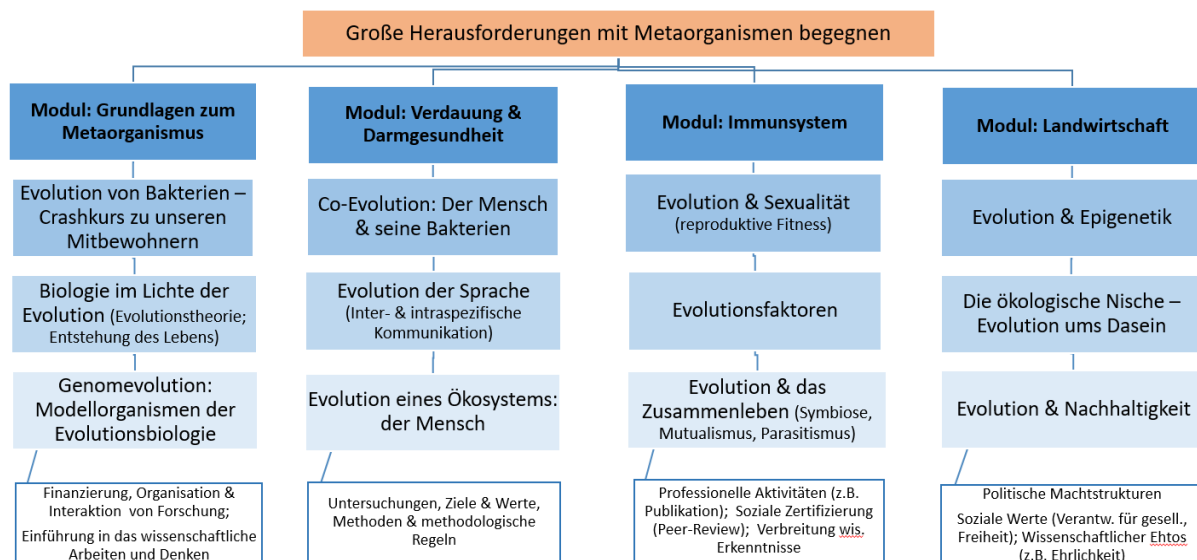 Große Herausforderungen mit Metaorganismen begegnen
Modul: Grundlagen zum
Metaorganismus
Evolution von Bakterien –
Crashkurs zu unseren
Mitbewohnern
Biologie im Lichte der
Evolution (Evolutionstheorie;
Entstehung des Lebens)
Genomevolution:
Modellorganismen der
Evolutionsbiologie
Finanzierung, Organisation &
Interaktion von Forschung;
Einführung in das wissenschaftliche
Arbeiten und Denken
Modul: Verdauung &
Darmgesundheit
Co-Evolution: Der Mensch
& seine Bakterien
Evolution der Sprache
(Inter- & intraspezifische
Kommunikation)
Evolution eines Ökosystems:
der Mensch
Untersuchungen, Ziele & Werte,
Methoden & methodologische
Regeln
Modul: Immunsystem
Evolution & Sexualität
(reproduktive Fitness)
Evolutionsfaktoren
Evolution & das
Zusammenleben (Symbiose,
Mutualismus, Parasitismus)
Professionelle Aktivitäten (z.B.
Publikation); Soziale Zertifizierung
(Peer-Review); Verbreitung wis.
Erkenntnisse
Modul: Landwirtschaft
Evolution & Epigenetik
Die ökologische Nische –
Evolution ums Dasein
Evolution & Nachhaltigkeit
Politische Machtstrukturen
Soziale Werte (Verantw. für gesell.,
Freiheit); Wissenschaftlicher Ehtos
(z.B. Ehrlichkeit)